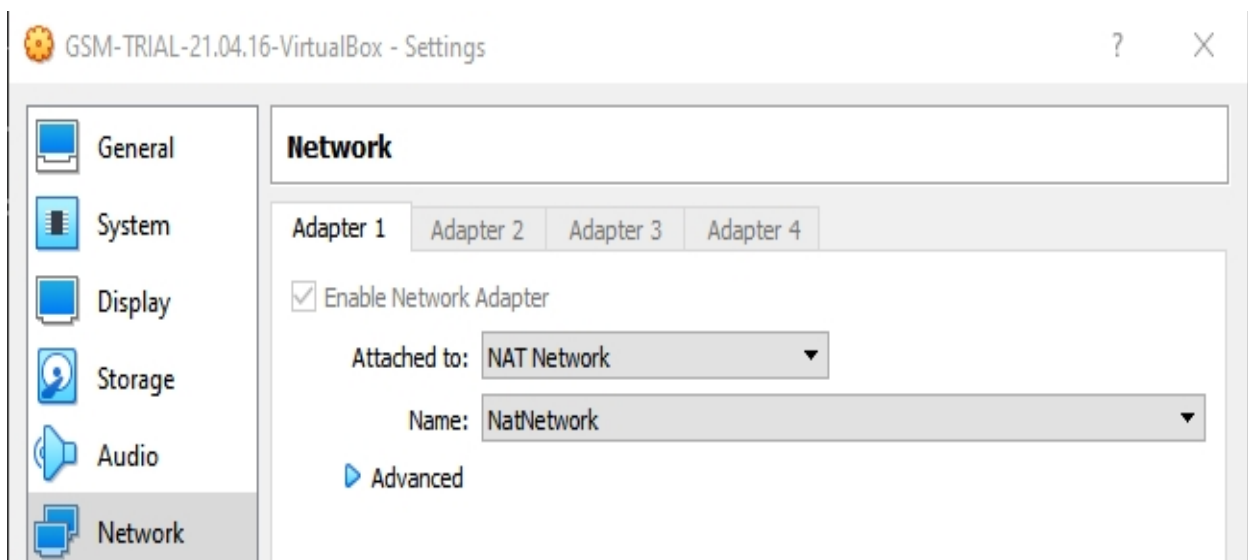 GSM-TRIAL-21.04.16-VirtualBox - Settings ? X
General
Network
System
Adapter 1 Adapter 2 Adapter 3 Adapter 4
Display
Enable Network Adapter
Attached to: NAT Network
Storage
Name: NatNetwork
Audio
Advanced
Network